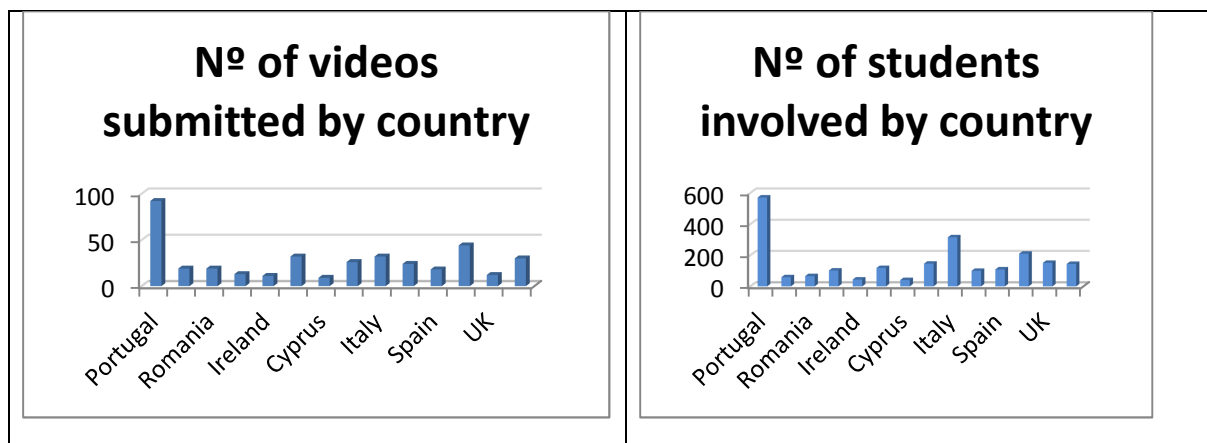 Nº of videos
submitted by country
100
50
0
Portugal
Romania
Ireland
Cyprus
Italy
Spain
UK
Nº of students
involved by country
600
400
200
0
Portugal
Romania
Ireland
Cyprus
Italy
Spain
UK